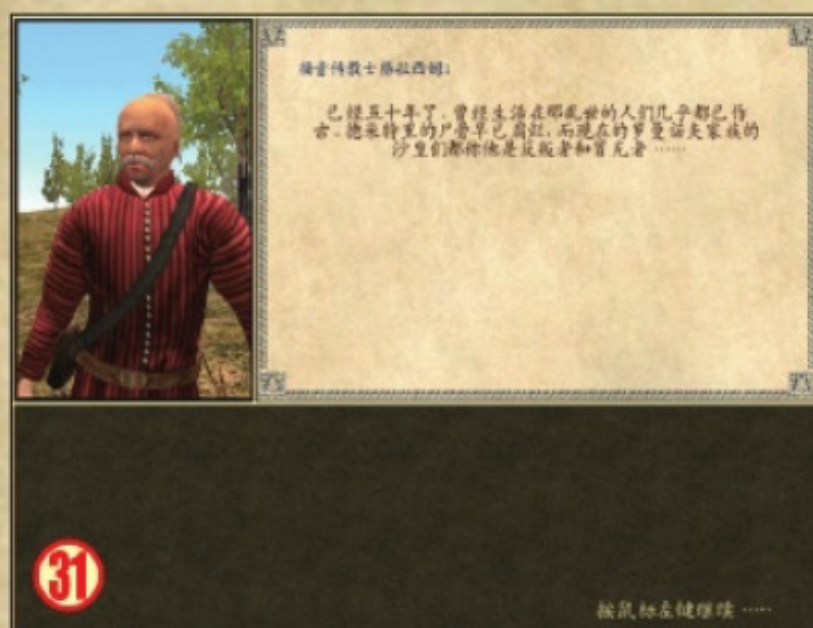 福音传教士格拉西姆：
已经五十年了，曾经生活在那乱世的人们几乎都已作
古。德米特里的尸骨早已腐烂，而现在的罗曼诺夫家族的
沙皇们都称他是反叛者和冒充者……
31
按鼠标左键继续……